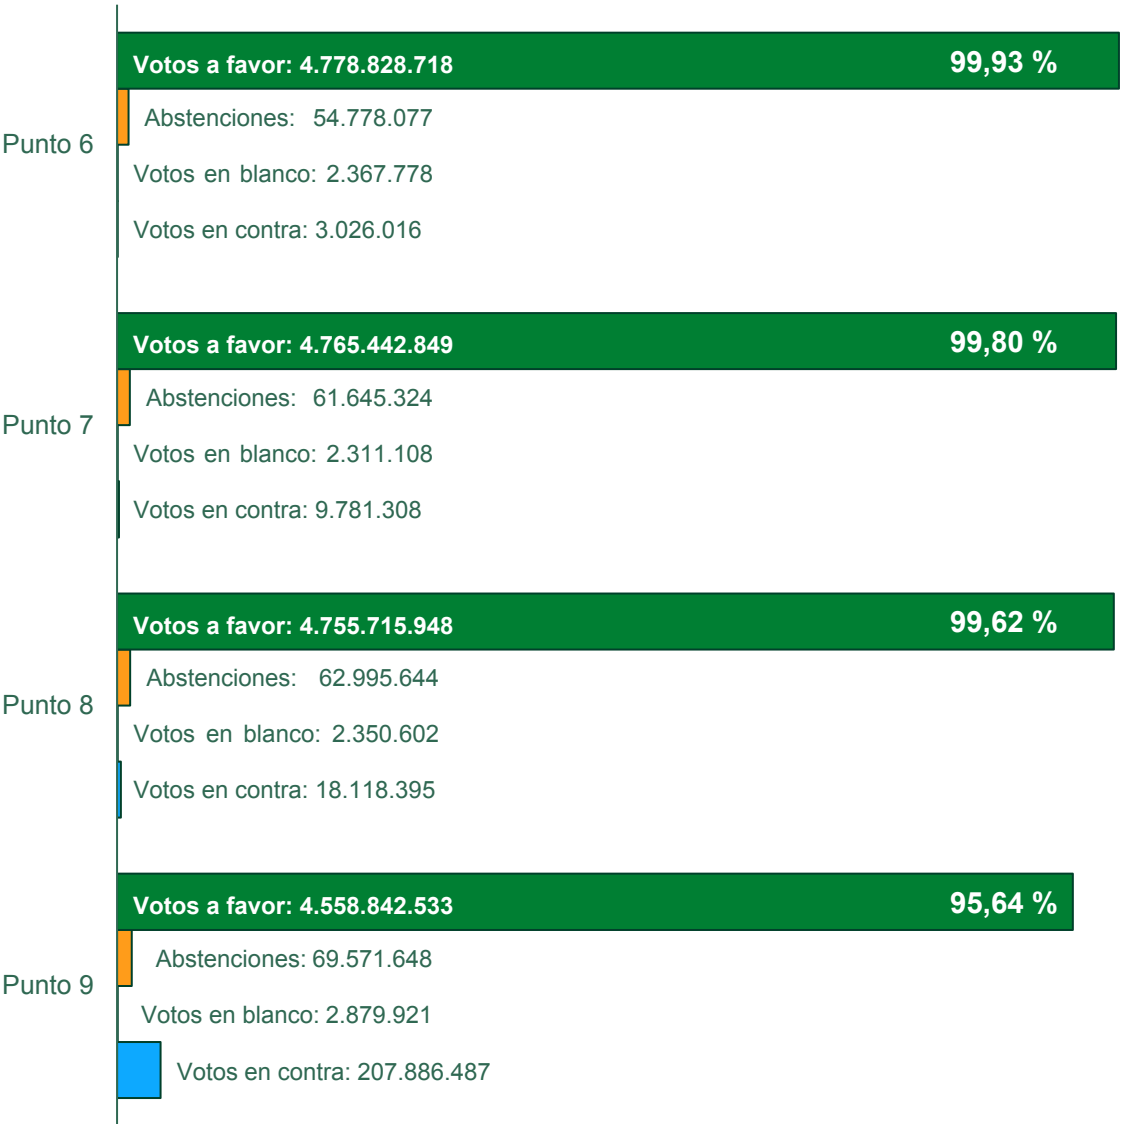 Votos a favor: 4.778.828.718 99,93 %
Abstenciones: 54.778.077
Punto 6
Votos en blanco: 2.367.778
Votos en contra: 3.026.016
Votos a favor: 4.765.442.849 99,80 %
Abstenciones: 61.645.324
Punto 7
Votos en blanco: 2.311.108
Votos en contra: 9.781.308
Votos a favor: 4.755.715.948 99,62 %
Abstenciones: 62.995.644
Punto 8
Votos en blanco: 2.350.602
Votos en contra: 18.118.395
Votos a favor: 4.558.842.533 95,64 %
Abstenciones: 69.571.648
Punto 9
Votos en blanco: 2.879.921
Votos en contra: 207.886.487